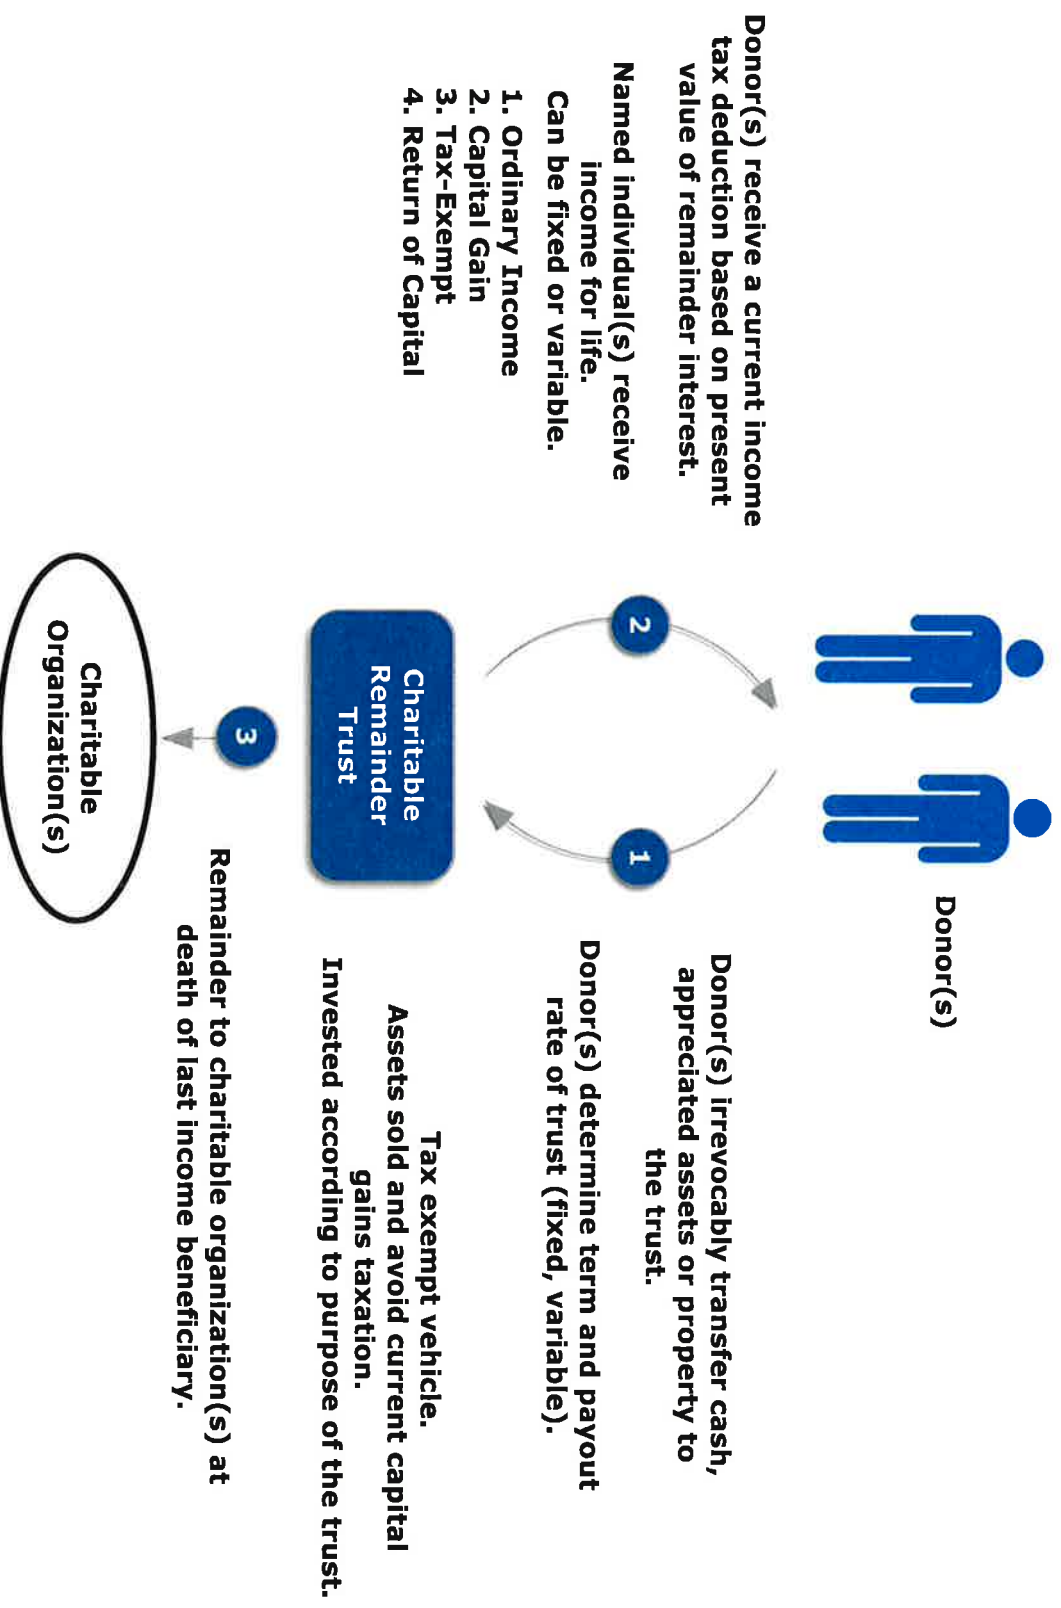 Donor(s)
Donor(s) receive a current income
tax deduction based on present
value of remainder interest.
Named individual(s) receive
income for life.
Can be fixed or variable.
1. Ordinary Income
2. Capital Gain
3. Tax-Exempt
4. Return of Capital
2
1
Donor(s) irrevocably transfer cash,
appreciated assets or property to
the trust.
Donor(s) determine term and payout
rate of trust (fixed, variable).
Charitable
Remainder
Trust
Tax exempt vehicle.
Assets sold and avoid current capital
gains taxation.
Invested according to purpose of the trust.
3
Remainder to charitable organization(s) at
death of last income beneficiary.
Charitable
Organization(s)